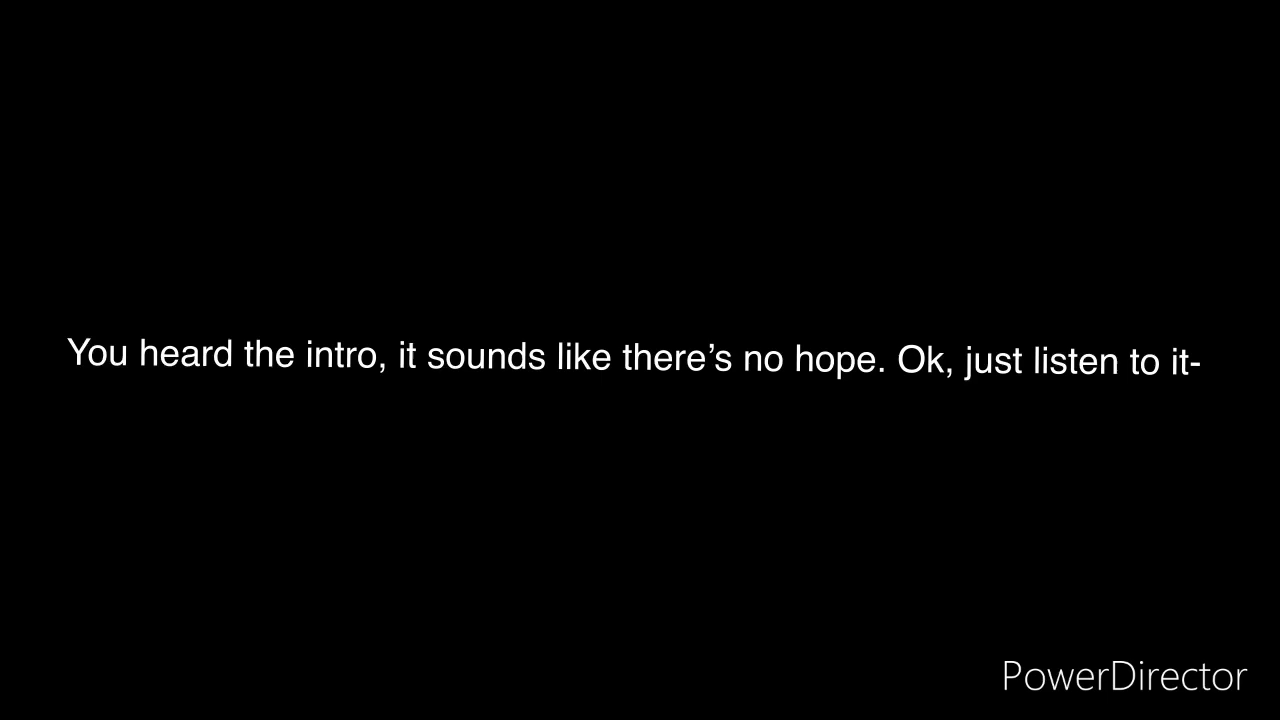 You heard the intro, it sounds like there’s no hope. Ok, just listen to it-
PowerDirector